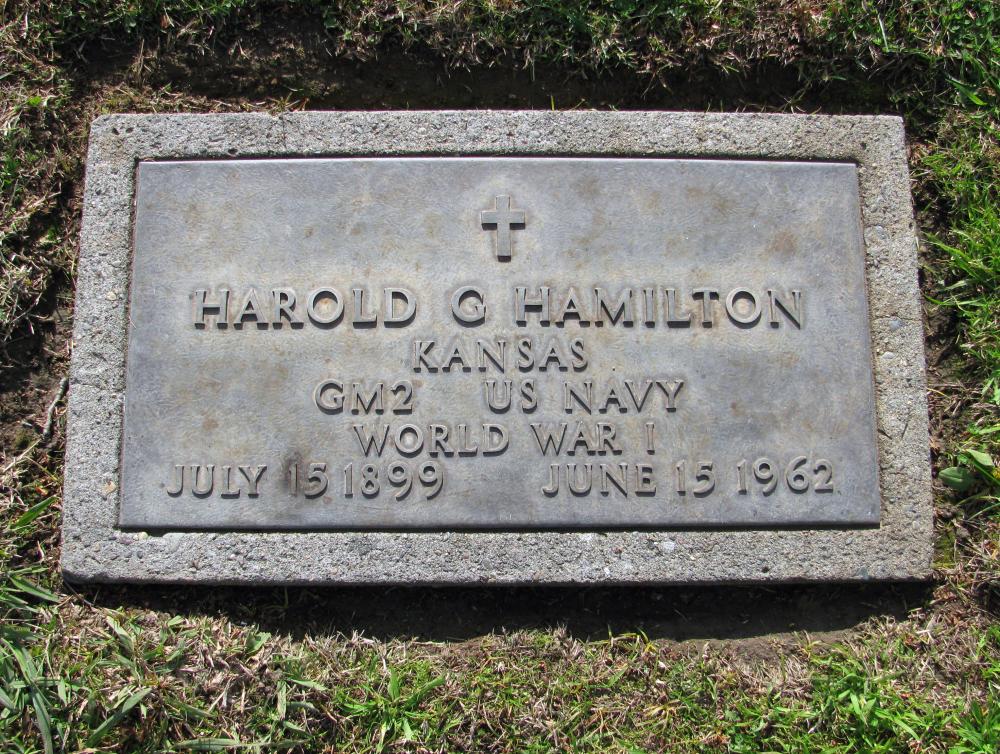 HAROLD G HAMILTON
KANSAS
GM2 US NAVY
WORLD WAR I
JULY 15 1899 JUNE 15 1962